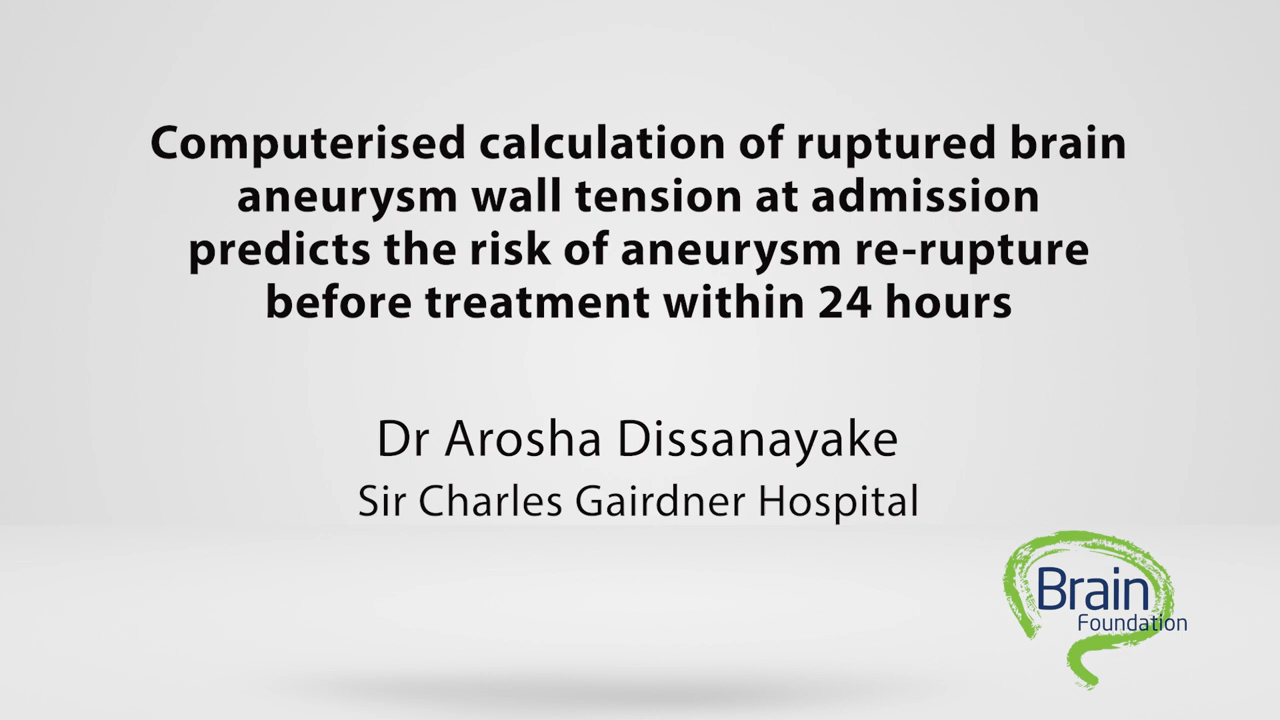 Computerised calculation of ruptured brain
aneurysm wall tension at admission
predicts the risk of aneurysm re-rupture
before treatment within 24 hours
Dr Arosha Dissanayake
Sir Charles Gairdner Hospital
Brain
Foundation